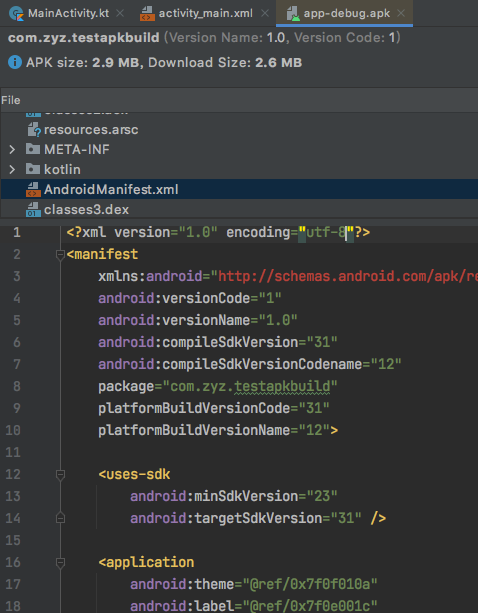 MainActivity.kt activity_main.xml app-debug.apk
com.zyz.testapkbuild (Version Name: 1.0, Version Code: 1)
APK size: 2.9 MB, Download Size: 2.6 MB
File
resources.arsc
META-INF
kotlin
AndroidManifest.xml
classes3.dex
1 <?xml version="1.0" encoding="utf-8"?>
2 <manifest
3 xmlns:android="http://schemas.android.com/apk/re
4 android:versionCode="1"
5 android:versionName="1.0"
6 android:compileSdkVersion="31"
7 android:compileSdkVersionCodename="12"
8 package="com.zyz.testapkbuild"
9 platformBuildVersionCode="31"
10 platformBuildVersionName="12">
11
12 <uses-sdk
13 android:minSdkVersion="23"
14 android:targetSdkVersion="31" />
15
16 <application
17 android:theme="@ref/0x7f0f010a"
18 android:label="@ref/0x7f0e001c"